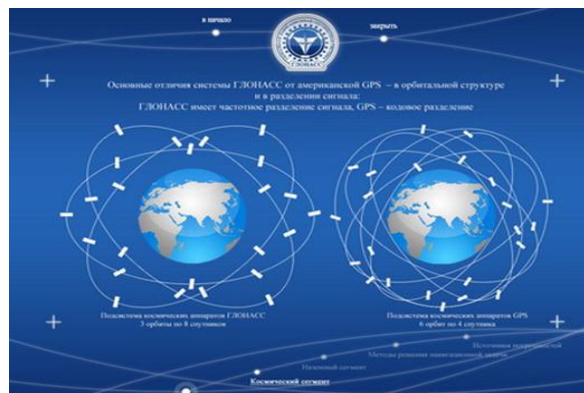 в начало
закрыть
ГЛОНАСС
Основные отличия системы ГЛОНАСС от американской GPS – в орбитальной структуре
и в разделении сигнала:
ГЛОНАСС имеет частотное разделение сигнала, GPS – кодовое разделение
Подсистема космических аппаратов ГЛОНАСС
3 орбиты по 8 спутников
Подсистема космических аппаратов GPS
6 орбит по 4 спутника
Источники погрешностей
Методы решения навигационной задачи
Наземный сегмент
Космический сегмент